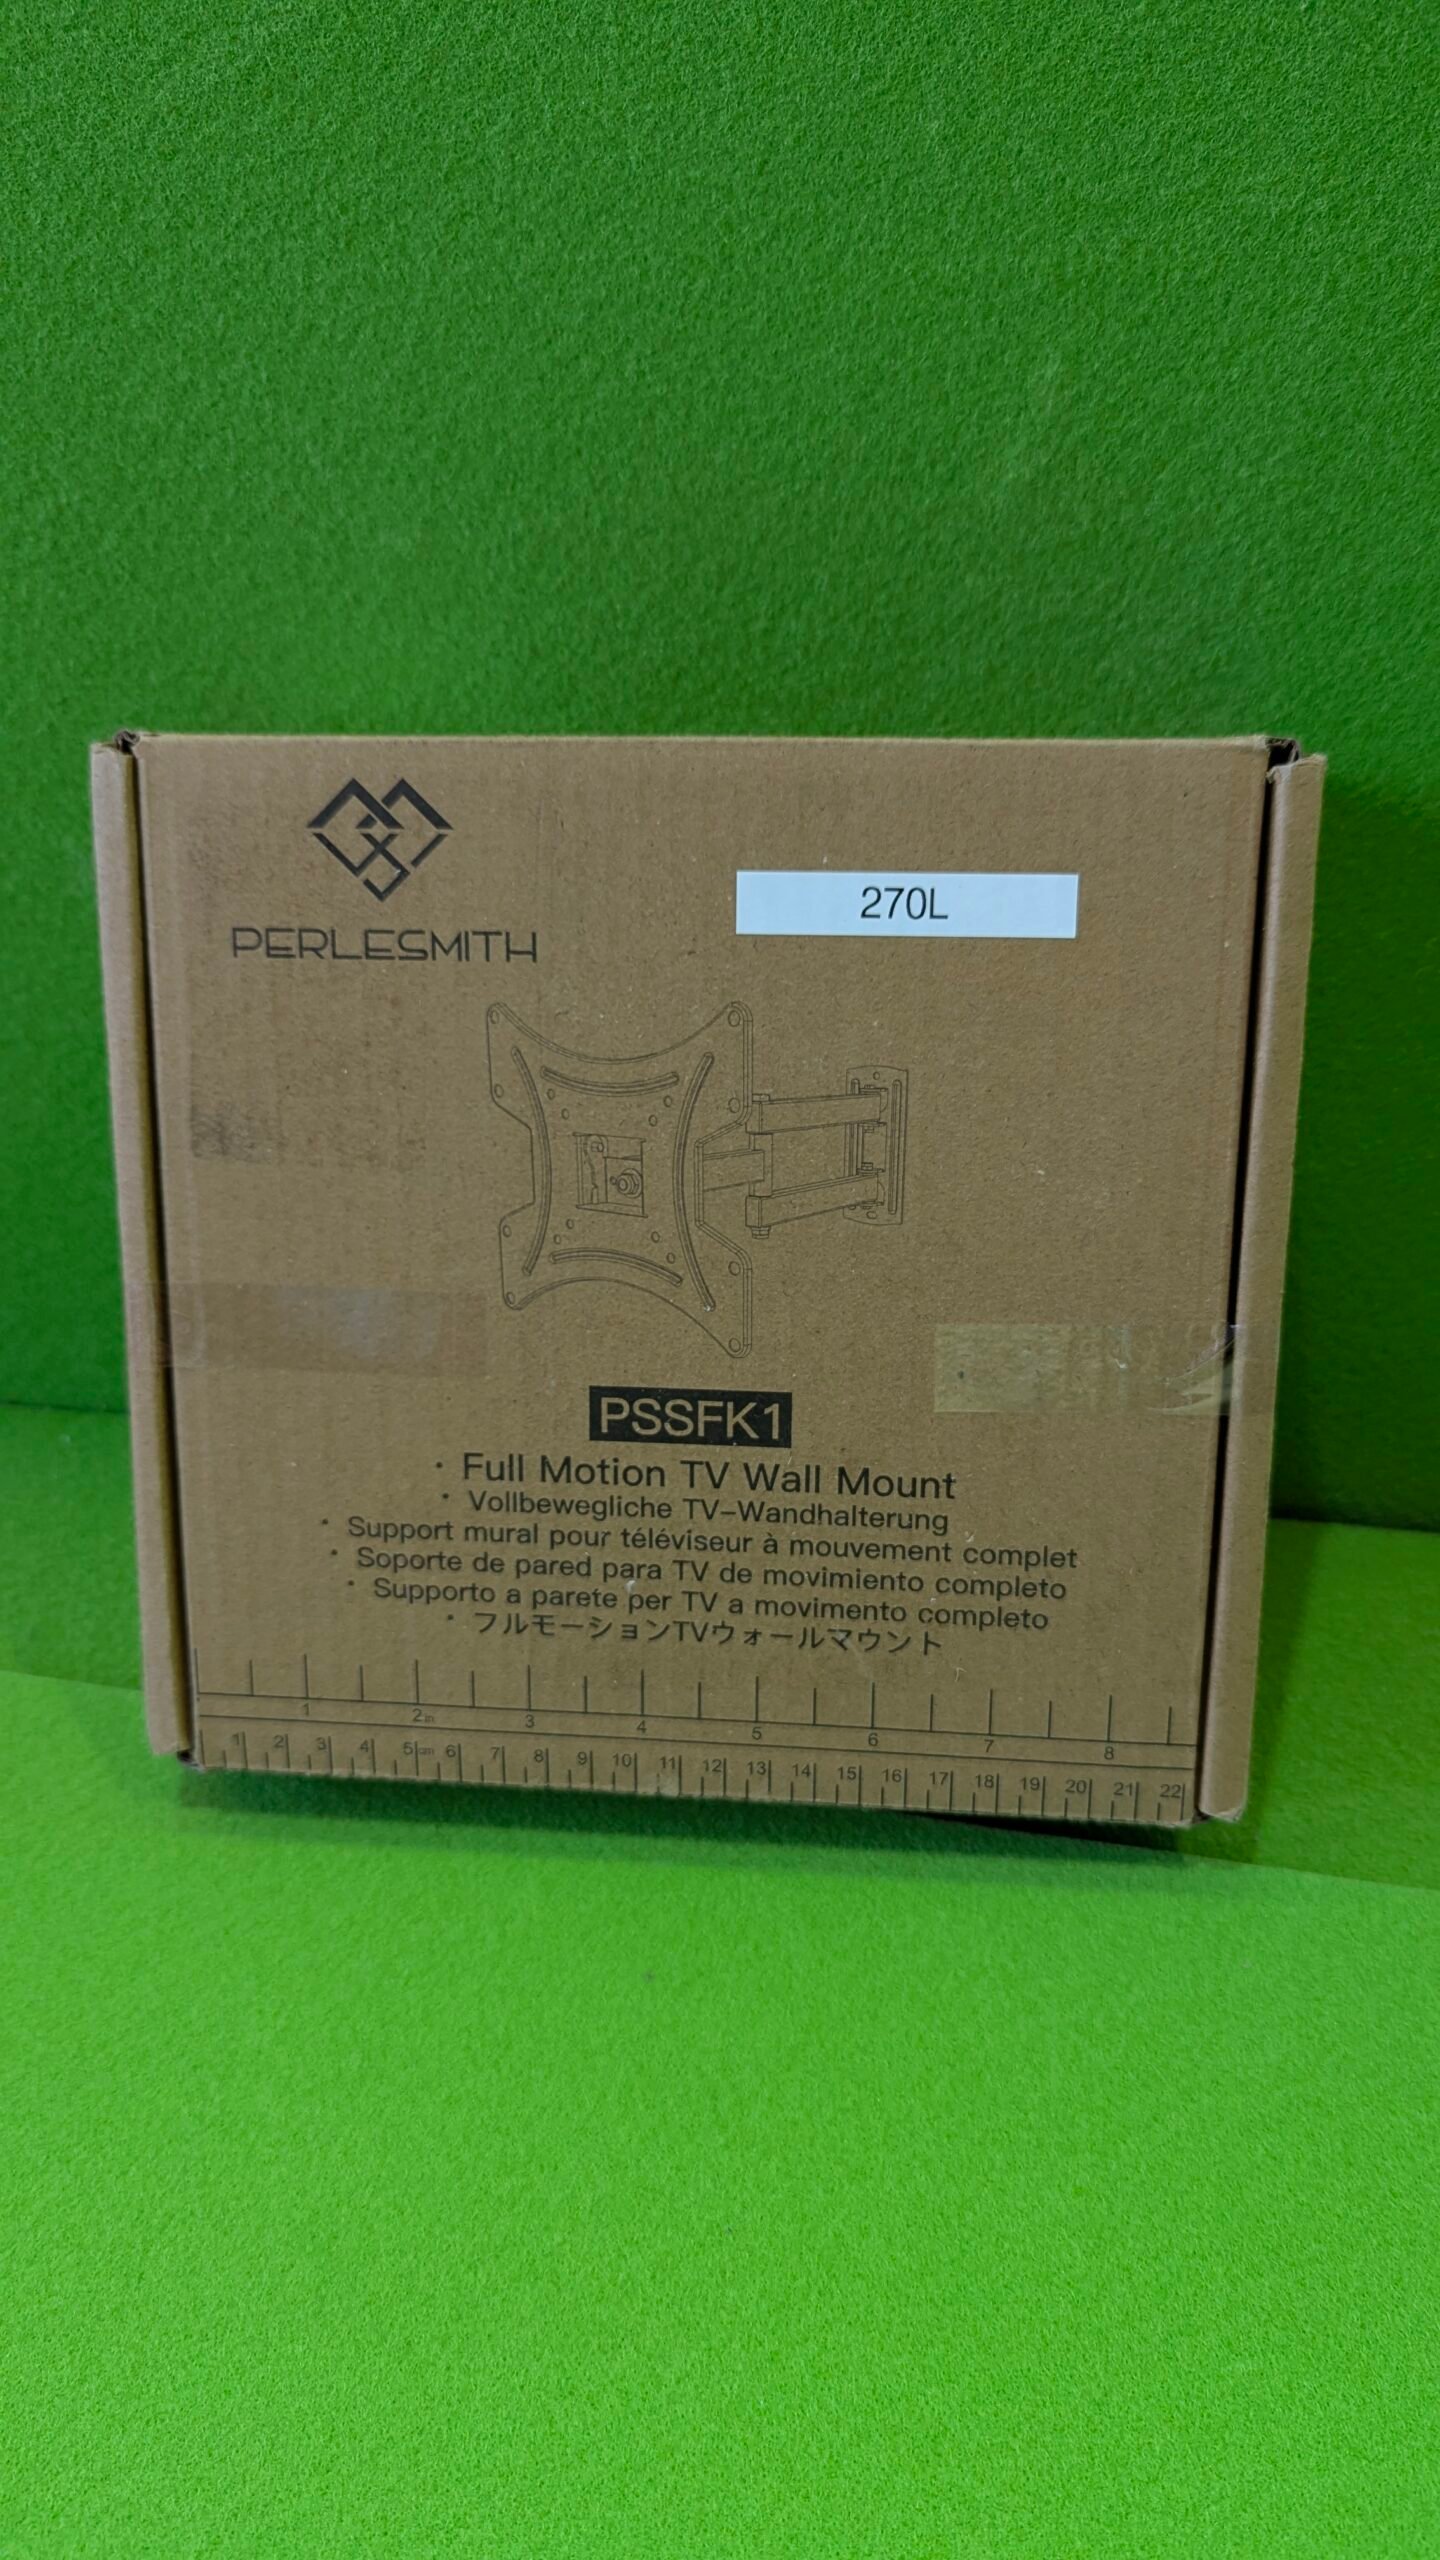 PERLESMITH
270L
PSSFK1
· Full Motion TV Wall Mount
· Vollbewegliche TV-Wandhalterung
· Support mural pour téléviseur à mouvement complet
· Soporte de pared para TV de movimiento completo
· Supporto a parete per TV a movimento completo
· フルモーションTVウォールマウント
1 2in 3 4 5 6 7 8
1 2 3 4 5cm 6 7 8 9 10 11 12 13 14 15 16 17 18 19 20 21 22